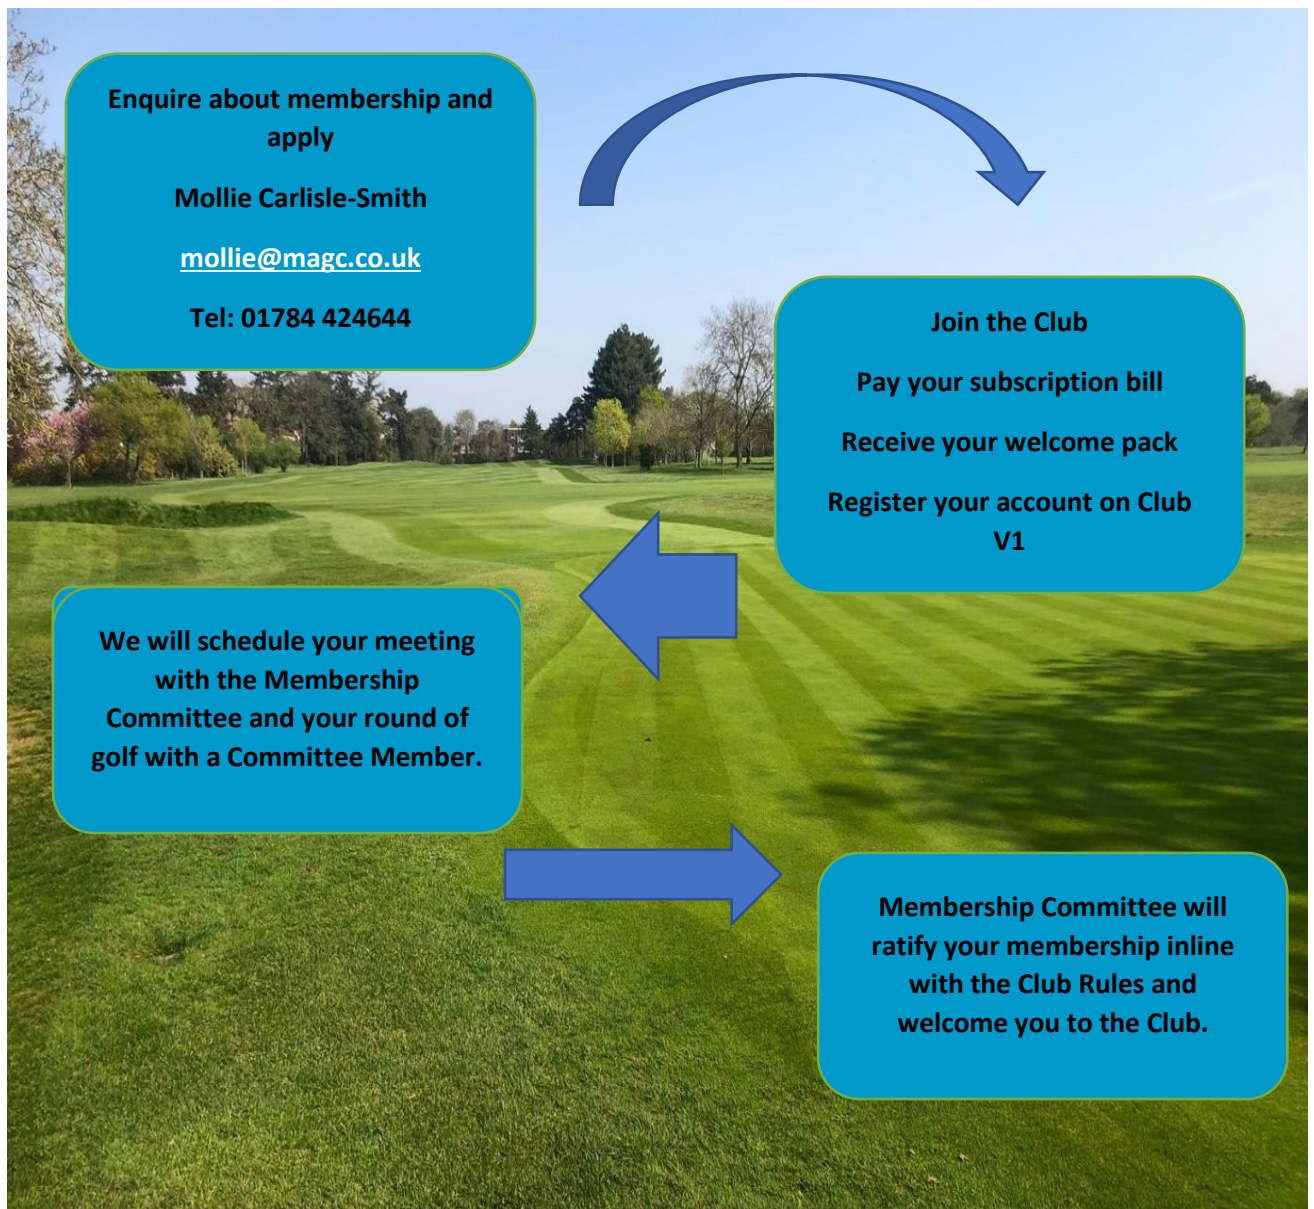 Enquire about membership and
apply
Mollie Carlisle-Smith
mollie@magc.co.uk
Tel: 01784 424644
Join the Club
Pay your subscription bill
Receive your welcome pack
Register your account on Club
V1
We will schedule your meeting
with the Membership
Committee and your round of
golf with a Committee Member.
Membership Committee will
ratify your membership inline
with the Club Rules and
welcome you to the Club.